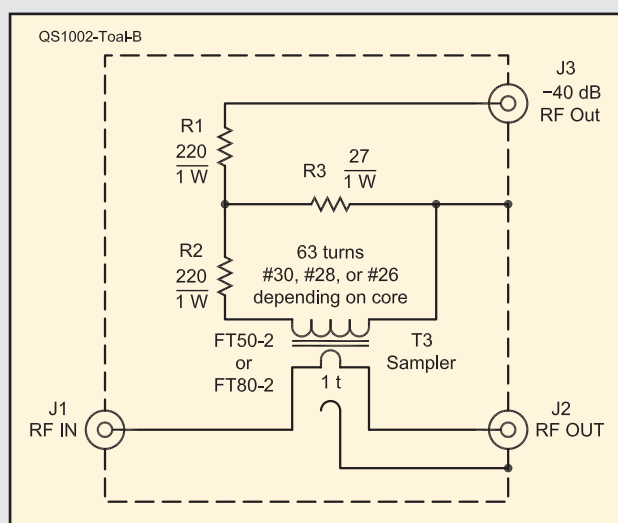 QS1002-Toal-B
J3
−40 dB
RF Out
R1
220
1 W
R3
27
1 W
R2
220
1 W
63 turns
#30, #28, or #26
depending on core
FT50-2
or
FT80-2
T3
Sampler
1 t
J1
RF IN
J2
RF OUT